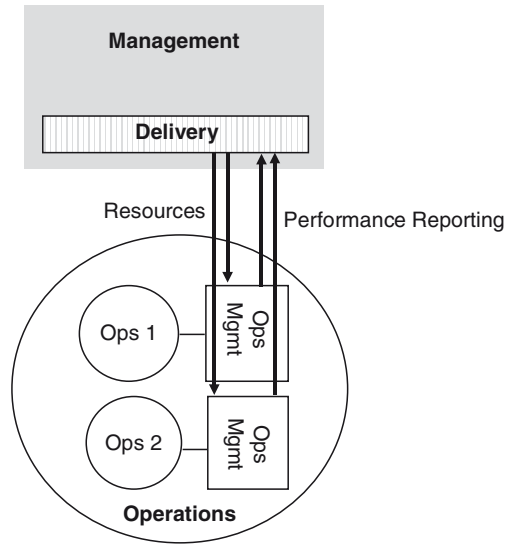 Management
Delivery
Resources
Performance Reporting
Ops 1
Ops
Mgmt
Ops 2
Ops
Mgmt
Operations